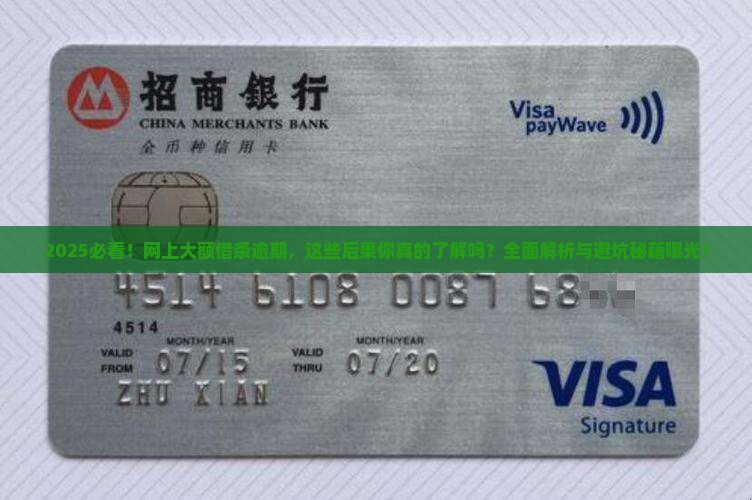 招商銀行
CHINA MERCHANTS BANK
全币种信用卡
Visa
payWave
2025必看！网上大额借条逾期，这些后果你真的了解吗？全面解析与避坑秘籍曝光！
4514 6108 0087 68
4514
MONTH/YEAR MONTH/YEAR
VALID FROM 07/15 VALID THRU 07/20
ZHU XIAN
VISA
Signature